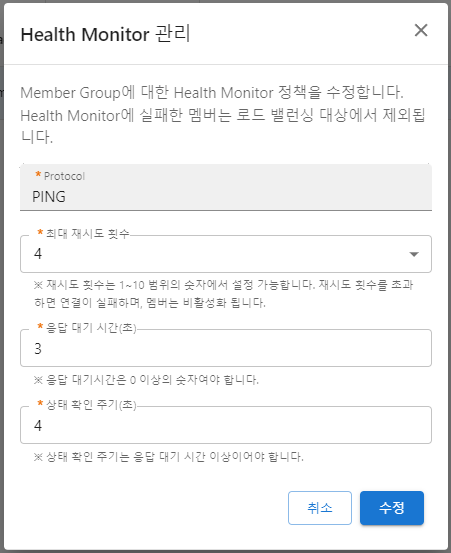 Health Monitor 관리
Member Group에 대한 Health Monitor 정책을 수정합니다.
Health Monitor에 실패한 멤버는 로드 밸런싱 대상에서 제외됩
니다.
* Protocol
PING
* 최대 재시도 횟수
4
※ 재시도 횟수는 1~10 범위의 숫자에서 설정 가능합니다. 재시도 횟수를 초과
하면 연결이 실패하며, 멤버는 비활성화 됩니다.
* 응답 대기 시간(초)
3
※ 응답 대기시간은 0 이상의 숫자여야 합니다.
* 상태 확인 주기(초)
4
※ 상태 확인 주기는 응답 대기 시간 이상이어야 합니다.
취소 수정